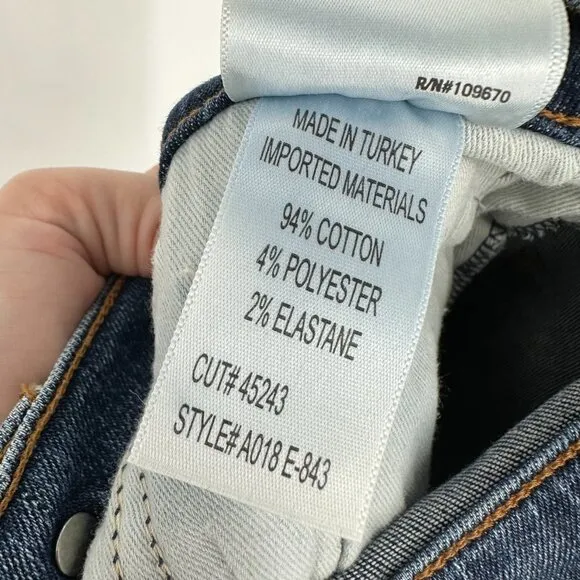 R/N#109670
MADE IN TURKEY
IMPORTED MATERIALS
94% COTTON
4% POLYESTER
2% ELASTANE
CUT# 45243
STYLE# A018 E-843